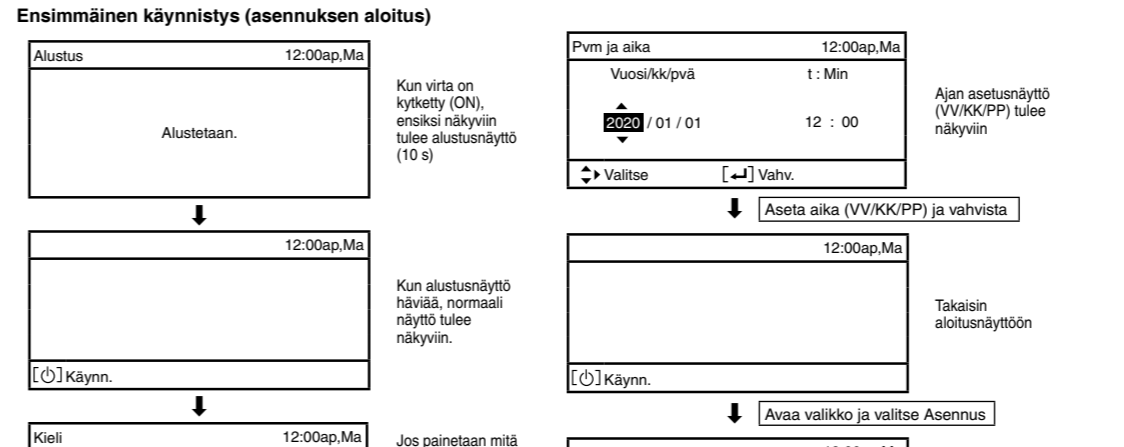 Ensimmäinen käynnistys (asennuksen aloitus)
Alustus 12:00ap,Ma
Alustetaan.
Kun virta on
kytketty (ON),
ensiksi näkyviin
tulee alustusnäyttö
(10 s)
12:00ap,Ma
[⏻] Käynn.
Kun alustusnäyttö
häviää, normaali
näyttö tulee
näkyviin.
Kieli 12:00ap,Ma
Jos painetaan mitä
Pvm ja aika 12:00ap,Ma
Vuosi/kk/pvä t : Min
2020 / 01 / 01 12 : 00
Valitse [↵] Vahv.
Ajan asetusnäyttö
(VV/KK/PP) tulee
näkyviin
Aseta aika (VV/KK/PP) ja vahvista
12:00ap,Ma
[⏻] Käynn.
Takaisin
aloitusnäyttöön
Avaa valikko ja valitse Asennus